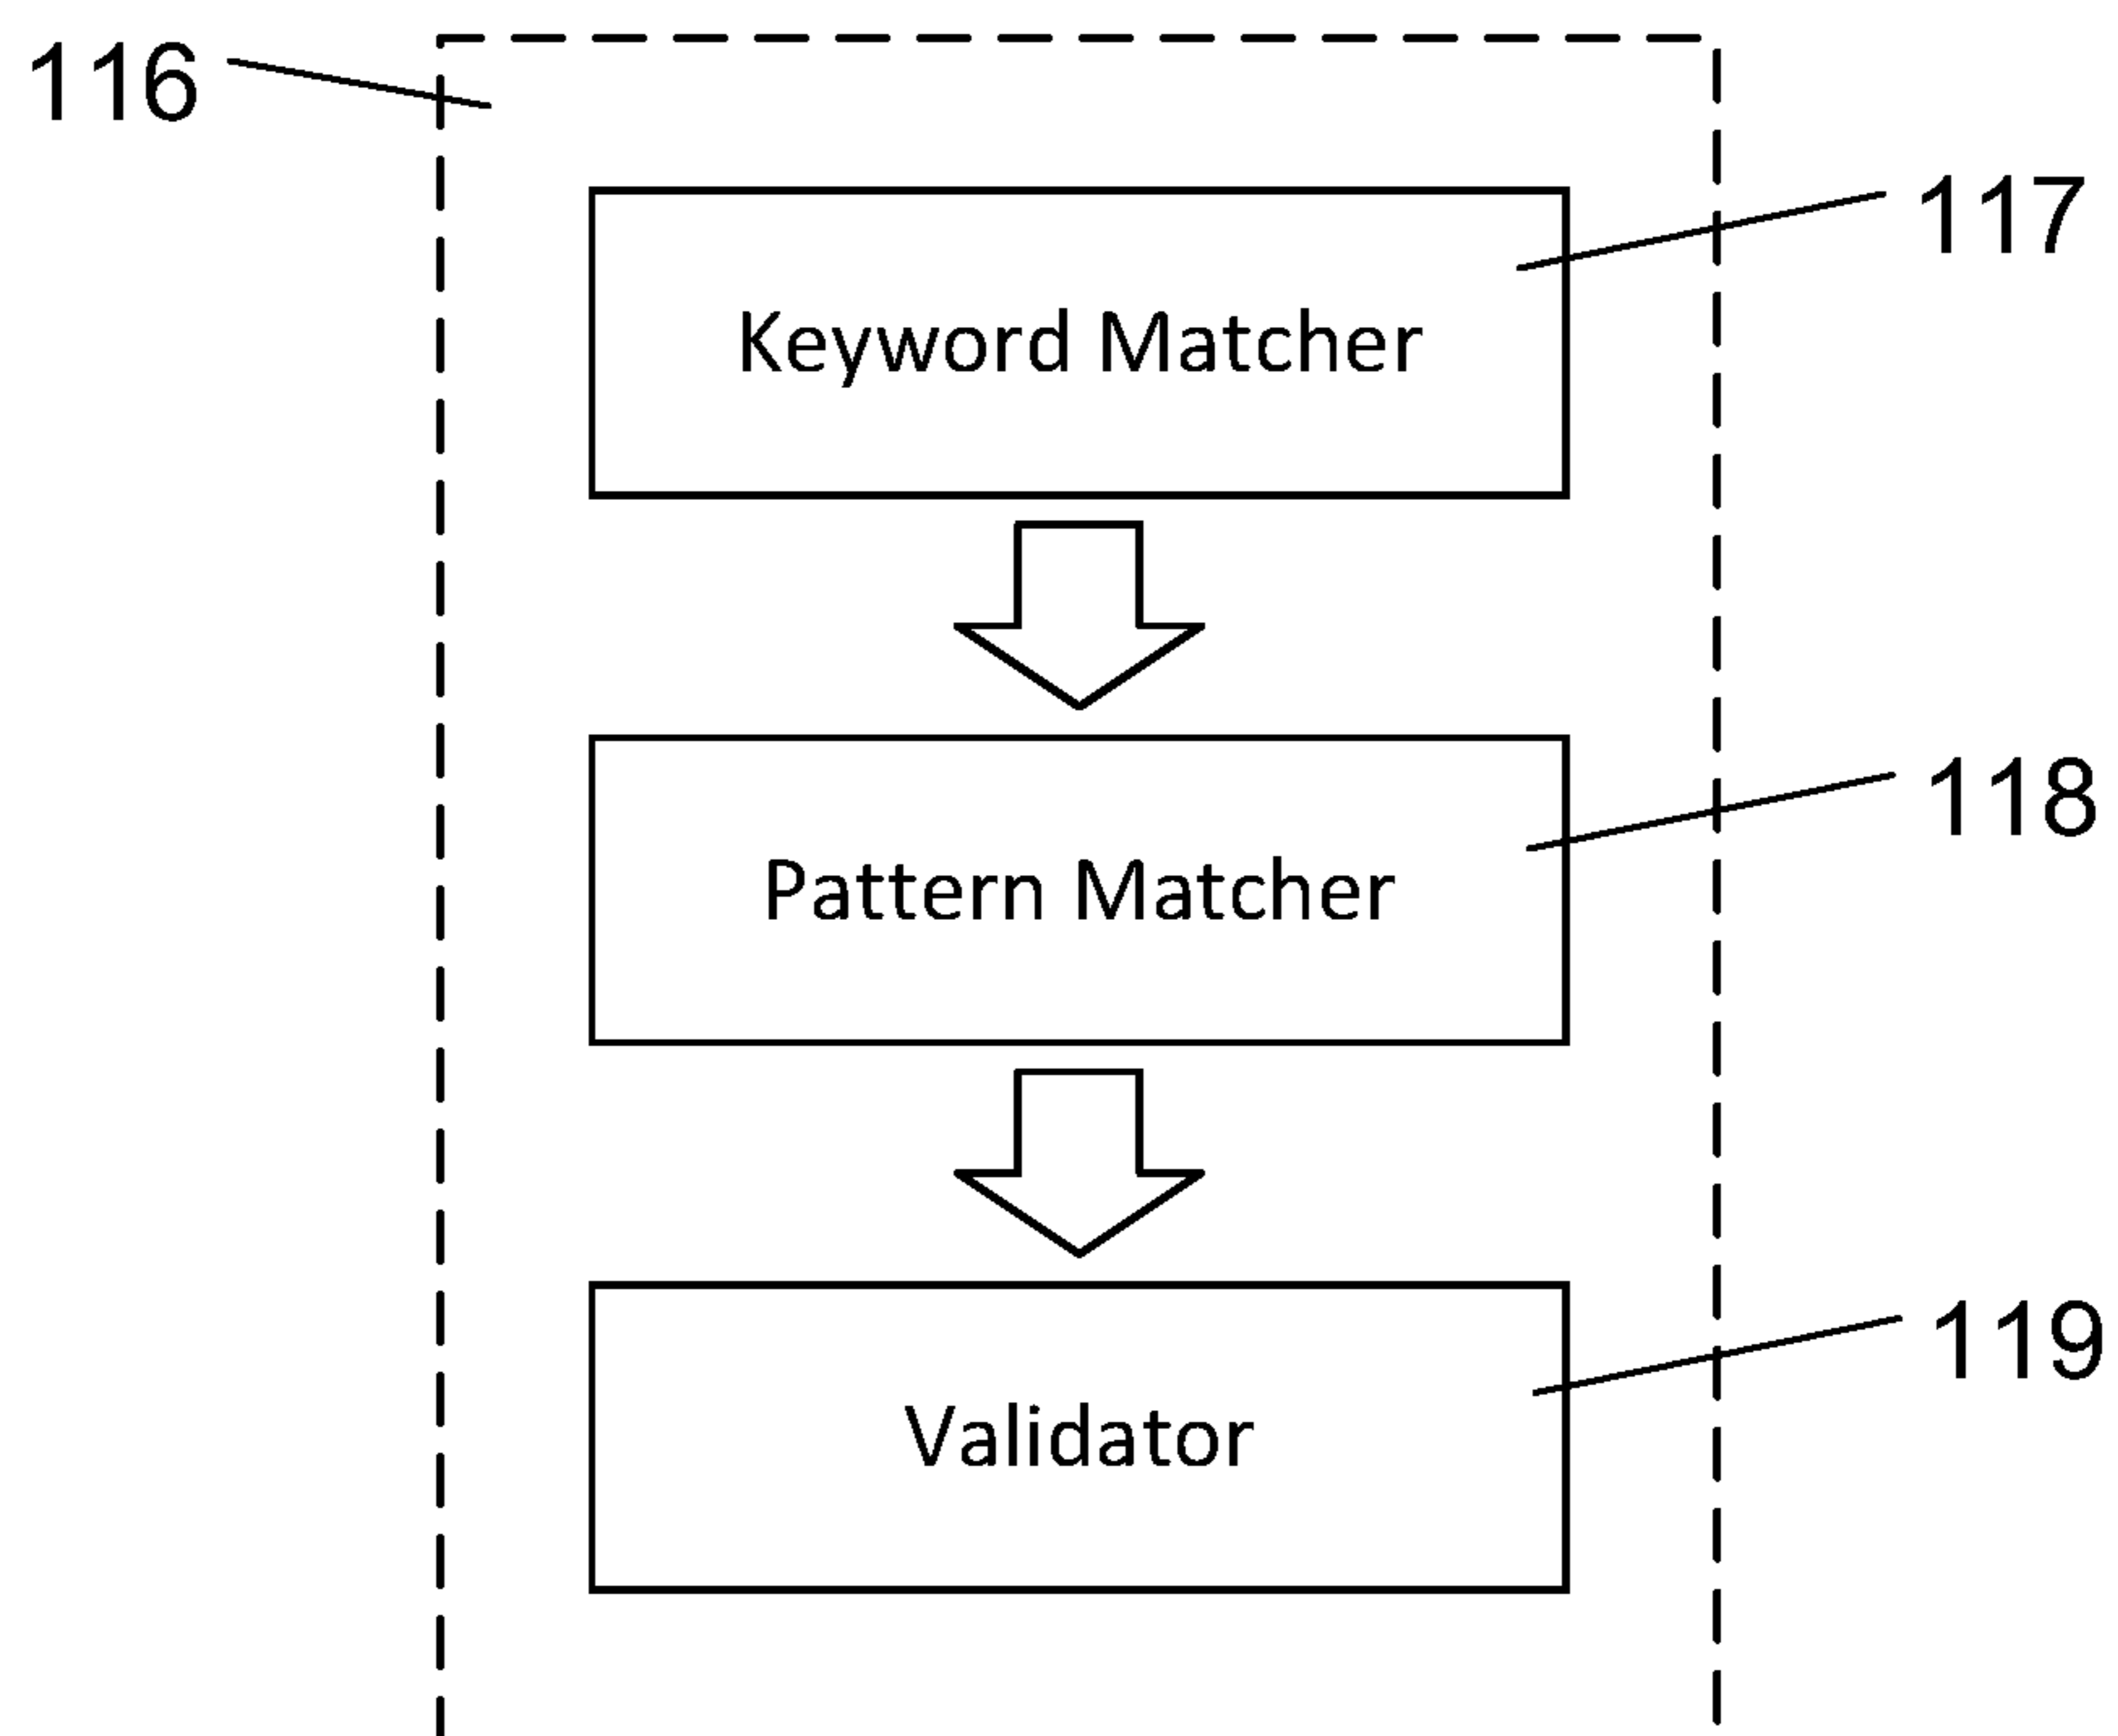 116
117
Keyword Matcher
118
Pattern Matcher
119
Validator